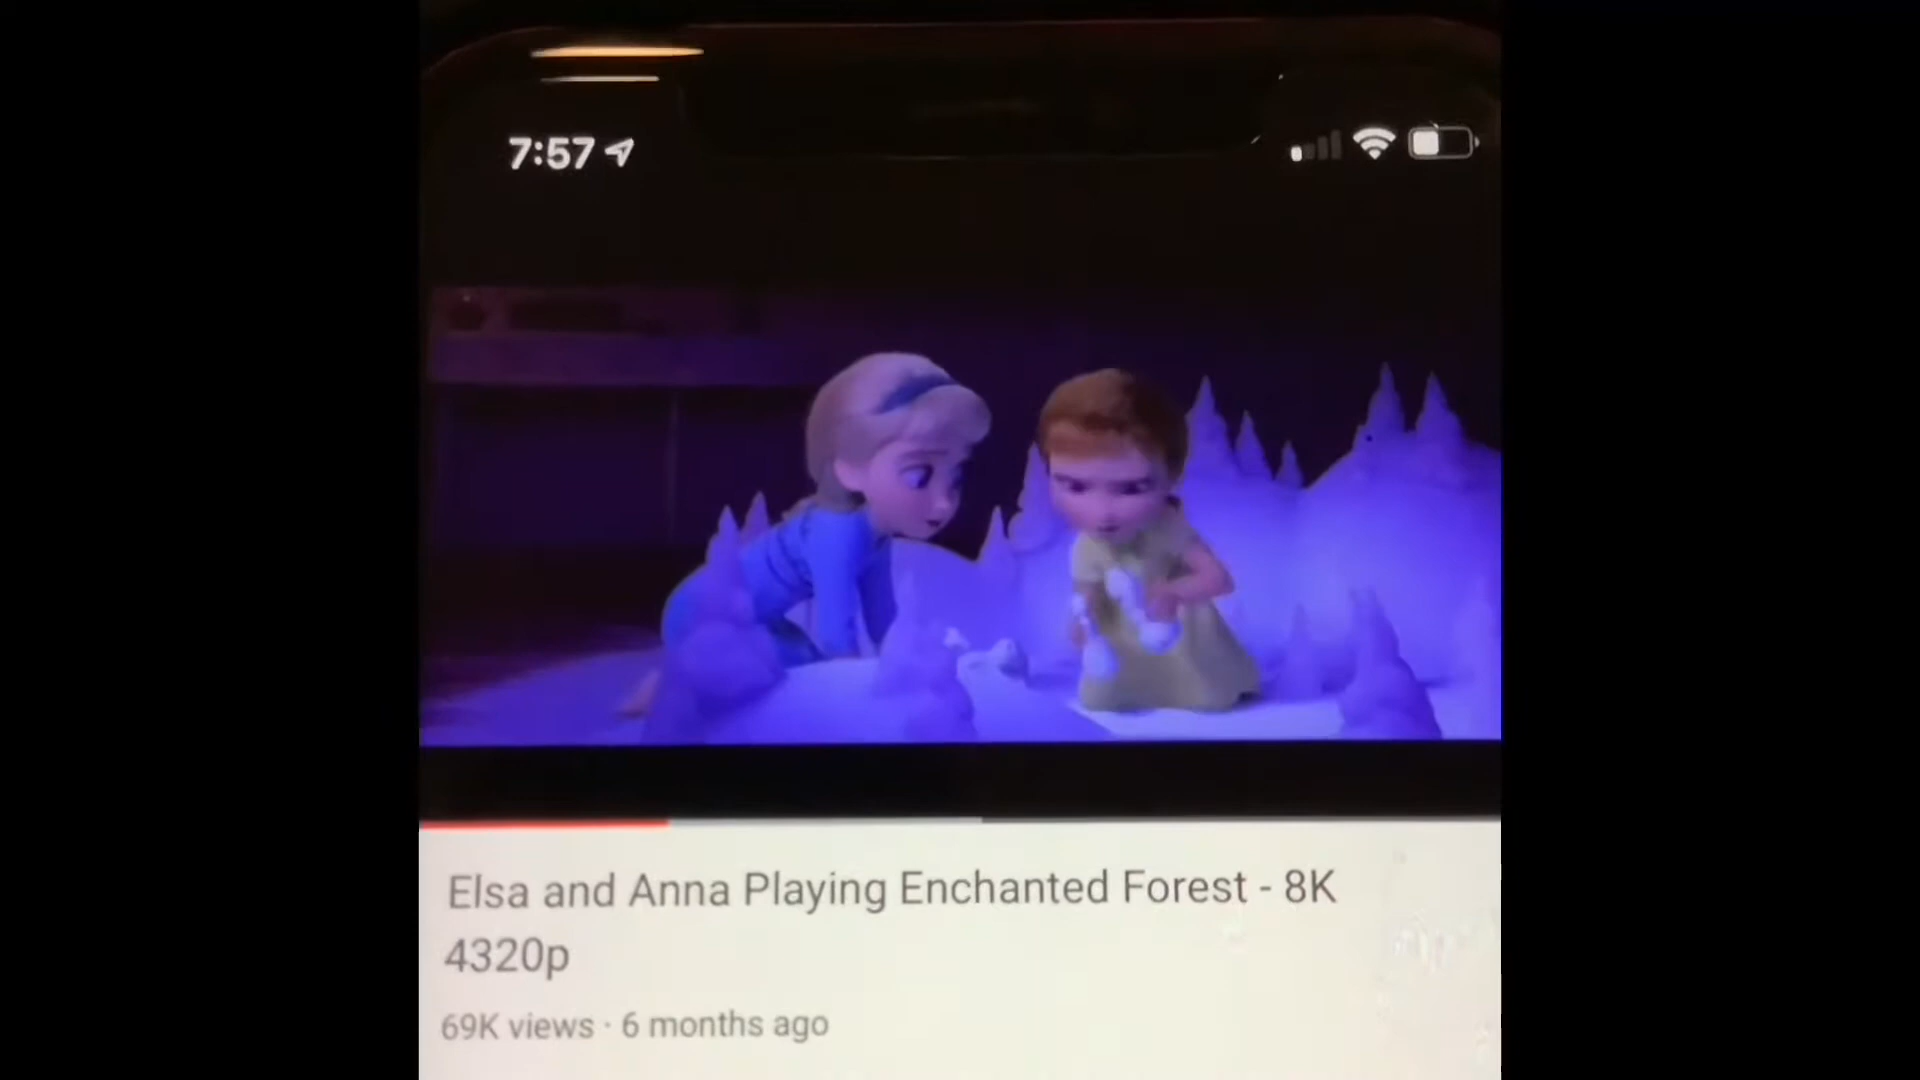 7:57
Elsa and Anna Playing Enchanted Forest - 8K
4320p
69K views · 6 months ago